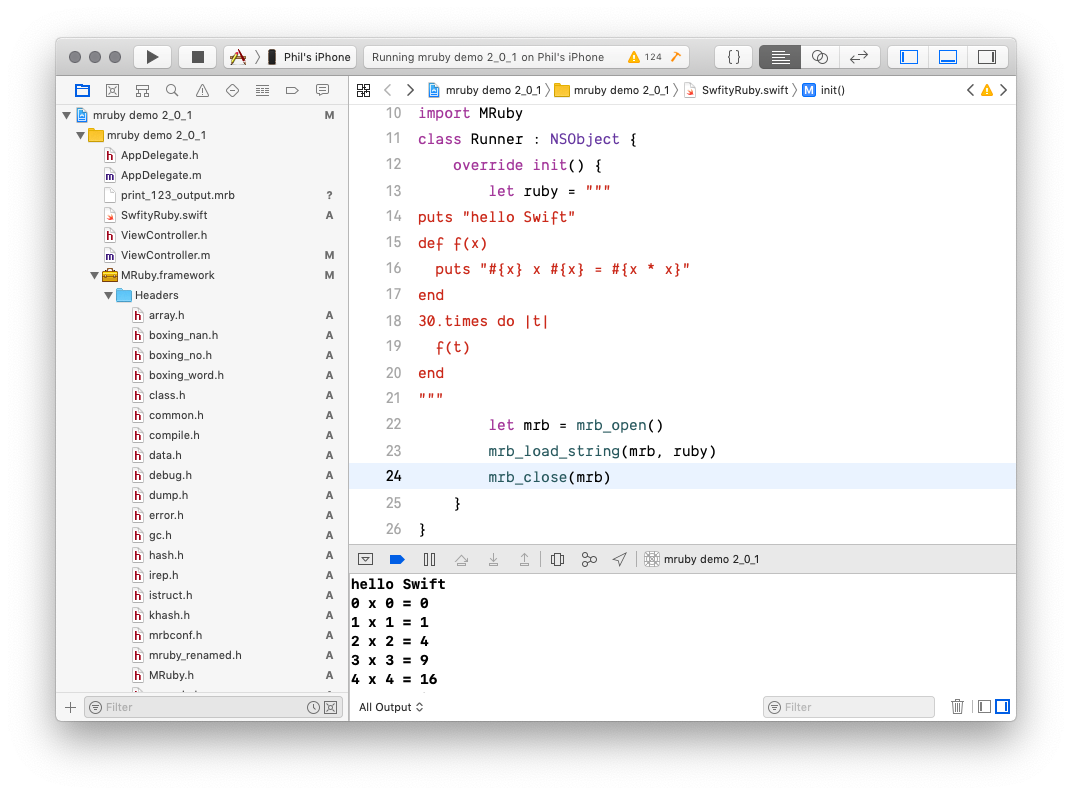 Phil's iPhone
Running mruby demo 2_0_1 on Phil's iPhone
124
{ }
mruby demo 2_0_1
mruby demo 2_0_1
SwfityRuby.swift
M
init()
mruby demo 2_0_1 M
mruby demo 2_0_1
h AppDelegate.h
m AppDelegate.m
print_123_output.mrb ?
SwfityRuby.swift A
h ViewController.h
m ViewController.m M
MRuby.framework M
Headers
h array.h A
h boxing_nan.h A
h boxing_no.h A
h boxing_word.h A
h class.h A
h common.h A
h compile.h A
h data.h A
h debug.h A
h dump.h A
h error.h A
h gc.h A
h hash.h A
h irep.h A
h istruct.h A
h khash.h A
h mrbconf.h A
h mruby_renamed.h A
h MRuby.h A
Filter
10 import MRuby
11 class Runner : NSObject {
12     override init() {
13         let ruby = """
14 puts "hello Swift"
15 def f(x)
16   puts "#{x} x #{x} = #{x * x}"
17 end
18 30.times do |t|
19   f(t)
20 end
21 """
22         let mrb = mrb_open()
23         mrb_load_string(mrb, ruby)
24         mrb_close(mrb)
25     }
26 }
mruby demo 2_0_1
hello Swift
0 x 0 = 0
1 x 1 = 1
2 x 2 = 4
3 x 3 = 9
4 x 4 = 16
All Output
Filter